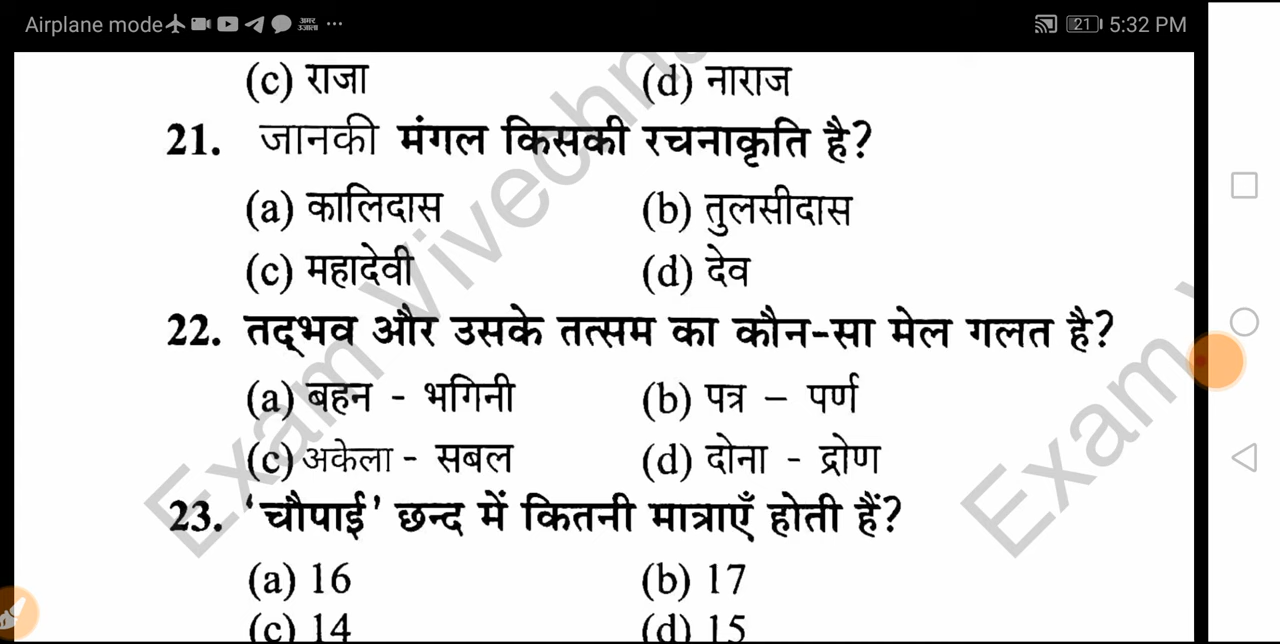 Airplane mode 21 5:32 PM
(c) राजा (d) नाराज
21. जानकी मंगल किसकी रचनाकृति है?
(a) कालिदास (b) तुलसीदास
(c) महादेवी (d) देव
22. तद्भव और उसके तत्सम का कौन-सा मेल गलत है?
(a) बहन - भगिनी (b) पत्र – पर्ण
(c) अकेला - सबल (d) दोना - द्रोण
23. ‘चौपाई’ छन्द में कितनी मात्राएँ होती हैं?
(a) 16 (b) 17
(c) 14 (d) 15
Exam Vivechna
Exam